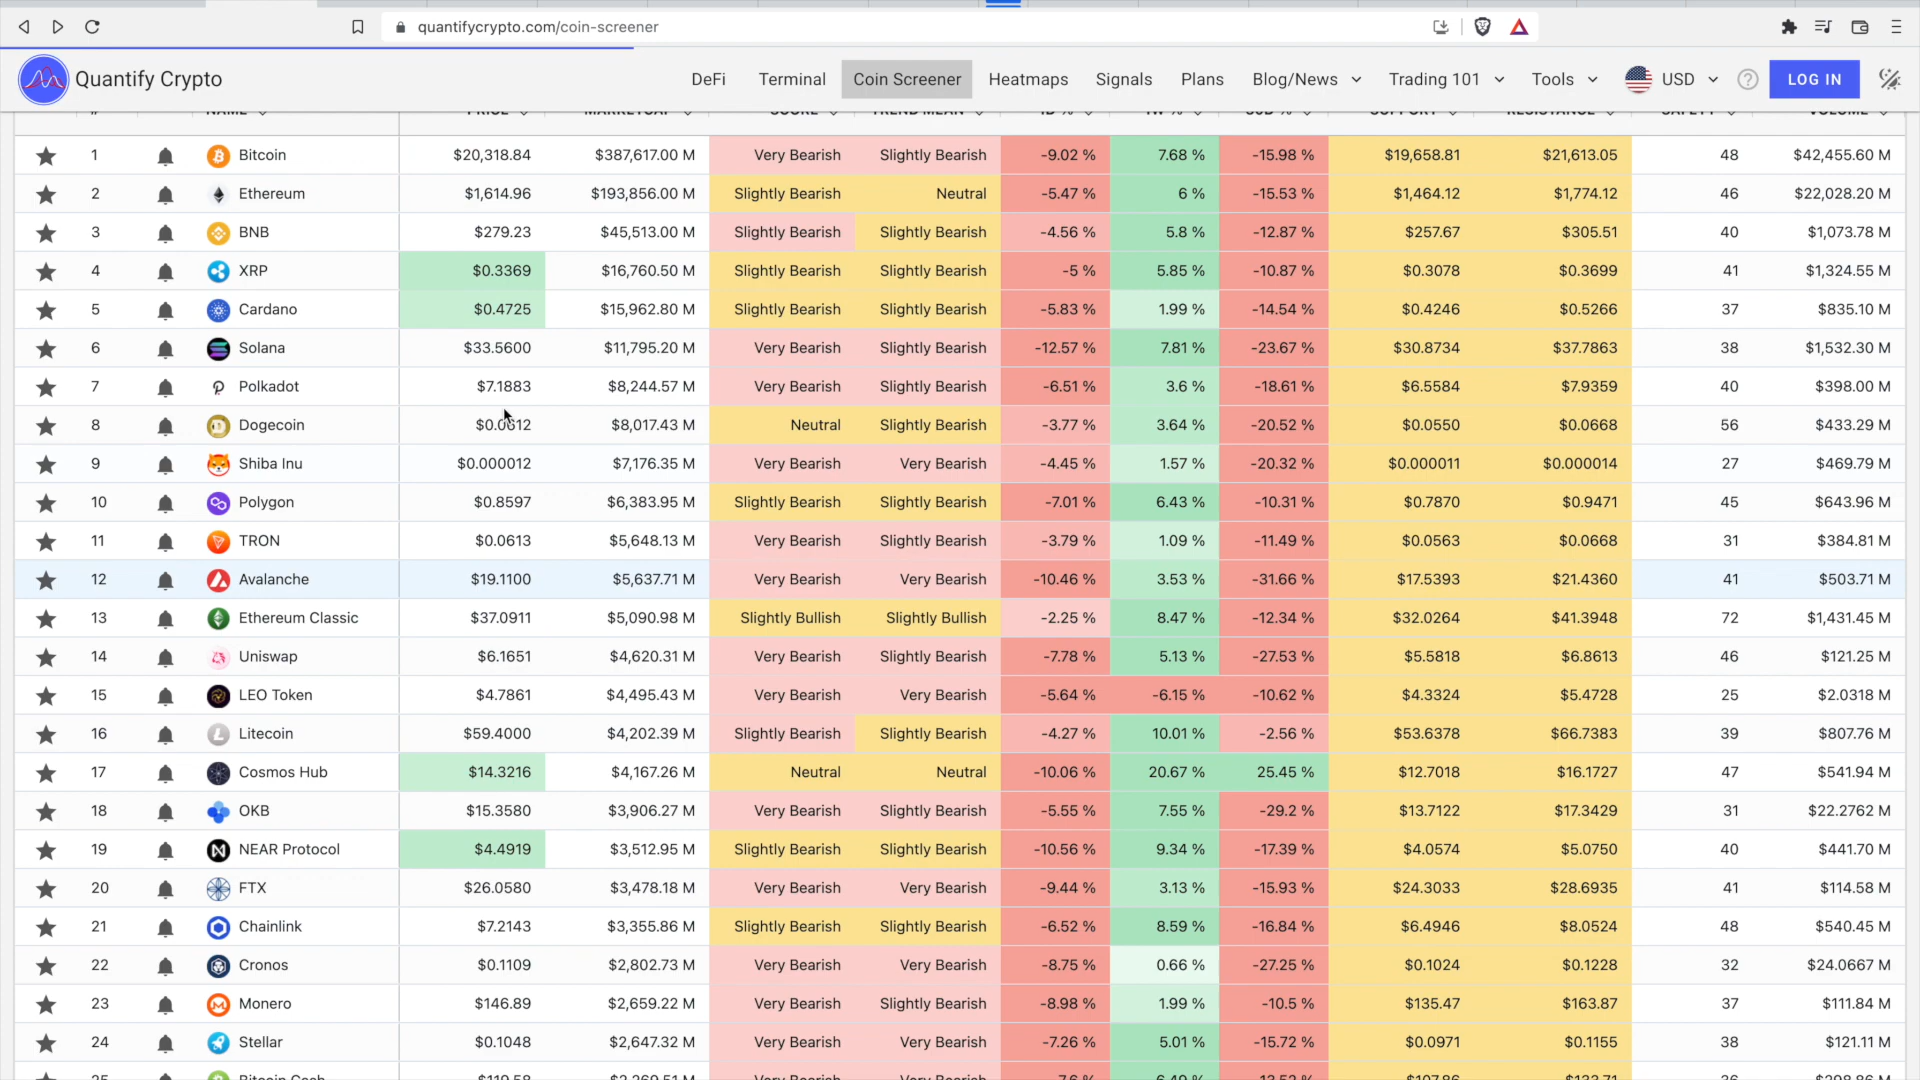 quantifycrypto.com/coin-screener
Quantify Crypto DeFi Terminal Coin Screener Heatmaps Signals Plans Blog/News Trading 101 Tools USD ? LOG IN
# NAME PRICE MARKETCAP SCORE TREND MEAN 1D % 1W % 30D % SUPPORT RESISTANCE SAFETY VOLUME
1 Bitcoin $20,318.84 $387,617.00 M Very Bearish Slightly Bearish -9.02 % 7.68 % -15.98 % $19,658.81 $21,613.05 48 $42,455.60 M
2 Ethereum $1,614.96 $193,856.00 M Slightly Bearish Neutral -5.47 % 6 % -15.53 % $1,464.12 $1,774.12 46 $22,028.20 M
3 BNB $279.23 $45,513.00 M Slightly Bearish Slightly Bearish -4.56 % 5.8 % -12.87 % $257.67 $305.51 40 $1,073.78 M
4 XRP $0.3369 $16,760.50 M Slightly Bearish Slightly Bearish -5 % 5.85 % -10.87 % $0.3078 $0.3699 41 $1,324.55 M
5 Cardano $0.4725 $15,962.80 M Slightly Bearish Slightly Bearish -5.83 % 1.99 % -14.54 % $0.4246 $0.5266 37 $835.10 M
6 Solana $33.5600 $11,795.20 M Very Bearish Slightly Bearish -12.57 % 7.81 % -23.67 % $30.8734 $37.7863 38 $1,532.30 M
7 Polkadot $7.1883 $8,244.57 M Very Bearish Slightly Bearish -6.51 % 3.6 % -18.61 % $6.5584 $7.9359 40 $398.00 M
8 Dogecoin $0.0612 $8,017.43 M Neutral Slightly Bearish -3.77 % 3.64 % -20.52 % $0.0550 $0.0668 56 $433.29 M
9 Shiba Inu $0.000012 $7,176.35 M Very Bearish Very Bearish -4.45 % 1.57 % -20.32 % $0.000011 $0.000014 27 $469.79 M
10 Polygon $0.8597 $6,383.95 M Slightly Bearish Slightly Bearish -7.01 % 6.43 % -10.31 % $0.7870 $0.9471 45 $643.96 M
11 TRON $0.0613 $5,648.13 M Very Bearish Slightly Bearish -3.79 % 1.09 % -11.49 % $0.0563 $0.0668 31 $384.81 M
12 Avalanche $19.1100 $5,637.71 M Very Bearish Very Bearish -10.46 % 3.53 % -31.66 % $17.5393 $21.4360 41 $503.71 M
13 Ethereum Classic $37.0911 $5,090.98 M Slightly Bullish Slightly Bullish -2.25 % 8.47 % -12.34 % $32.0264 $41.3948 72 $1,431.45 M
14 Uniswap $6.1651 $4,620.31 M Very Bearish Slightly Bearish -7.78 % 5.13 % -27.53 % $5.5818 $6.8613 46 $121.25 M
15 LEO Token $4.7861 $4,495.43 M Very Bearish Very Bearish -5.64 % -6.15 % -10.62 % $4.3324 $5.4728 25 $2.0318 M
16 Litecoin $59.4000 $4,202.39 M Slightly Bearish Slightly Bearish -4.27 % 10.01 % -2.56 % $53.6378 $66.7383 39 $807.76 M
17 Cosmos Hub $14.3216 $4,167.26 M Neutral Neutral -10.06 % 20.67 % 25.45 % $12.7018 $16.1727 47 $541.94 M
18 OKB $15.3580 $3,906.27 M Very Bearish Slightly Bearish -5.55 % 7.55 % -29.2 % $13.7122 $17.3429 31 $22.2762 M
19 NEAR Protocol $4.4919 $3,512.95 M Slightly Bearish Slightly Bearish -10.56 % 9.34 % -17.39 % $4.0574 $5.0750 40 $441.70 M
20 FTX $26.0580 $3,478.18 M Very Bearish Very Bearish -9.44 % 3.13 % -15.93 % $24.3033 $28.6935 41 $114.58 M
21 Chainlink $7.2143 $3,355.86 M Slightly Bearish Slightly Bearish -6.52 % 8.59 % -16.84 % $6.4946 $8.0524 48 $540.45 M
22 Cronos $0.1109 $2,802.73 M Very Bearish Very Bearish -8.75 % 0.66 % -27.25 % $0.1024 $0.1228 32 $24.0667 M
23 Monero $146.89 $2,659.22 M Very Bearish Slightly Bearish -8.98 % 1.99 % -10.5 % $135.47 $163.87 37 $111.84 M
24 Stellar $0.1048 $2,647.32 M Very Bearish Very Bearish -7.26 % 5.01 % -15.72 % $0.0971 $0.1155 38 $121.11 M
25 Bitcoin Cash Very Bearish Very Bearish